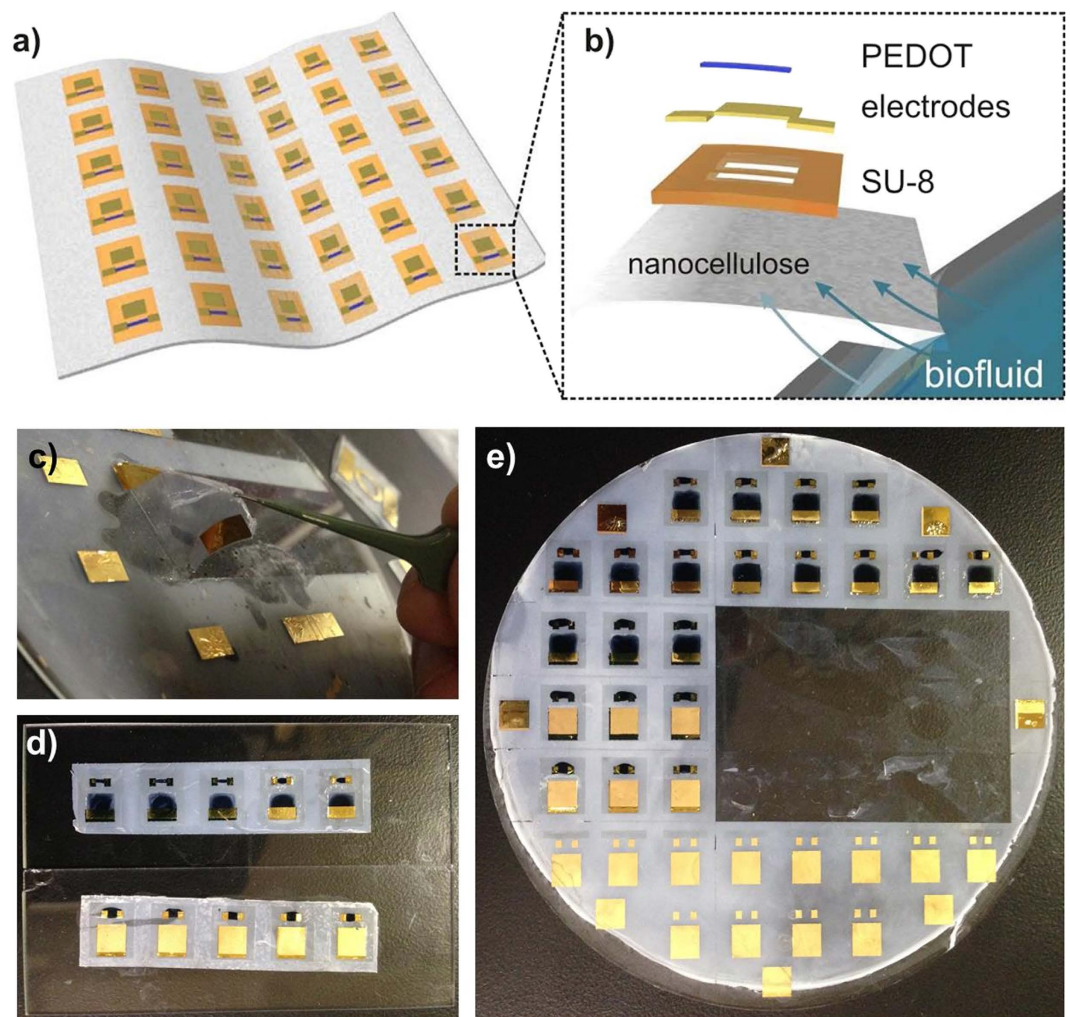 a)
b)
PEDOT
electrodes
SU-8
nanocellulose
biofluid
c)
d)
e)